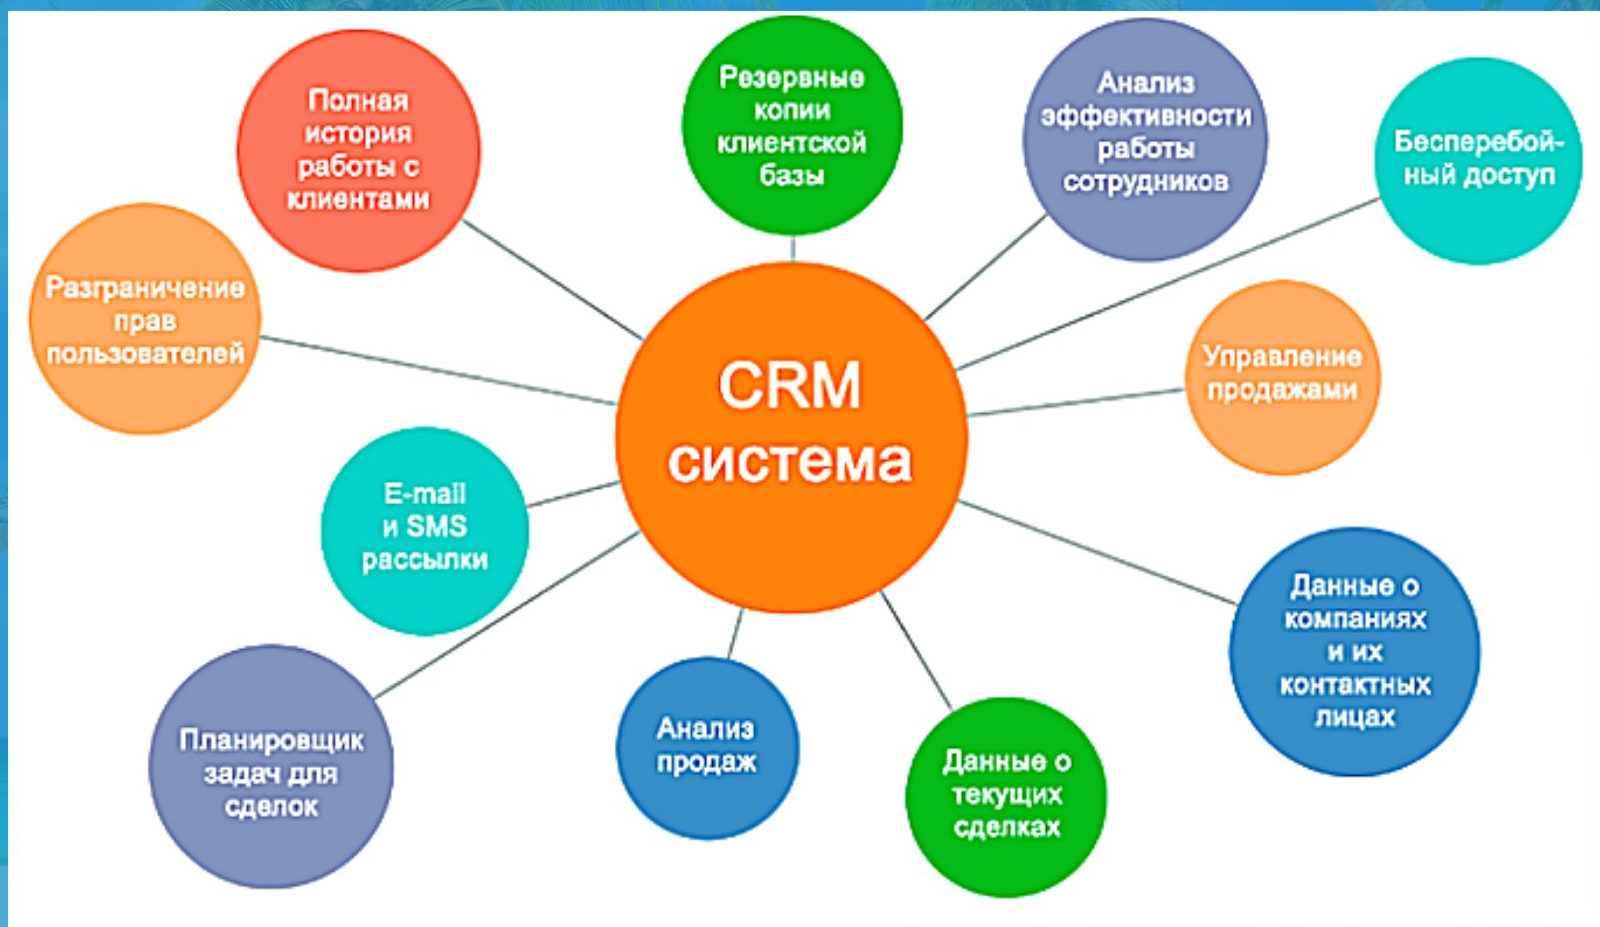 Полная
история
работы с
клиентами
Резервные
копии
клиентской
базы
Анализ
эффективности
работы
сотрудников
Бесперебой-
ный доступ
Разграничение
прав
пользователей
CRM
система
Управление
продажами
E-mail
и SMS
рассылки
Данные о
компаниях
и их
контактных
лицах
Планировщик
задач для
сделок
Анализ
продаж
Данные о
текущих
сделках